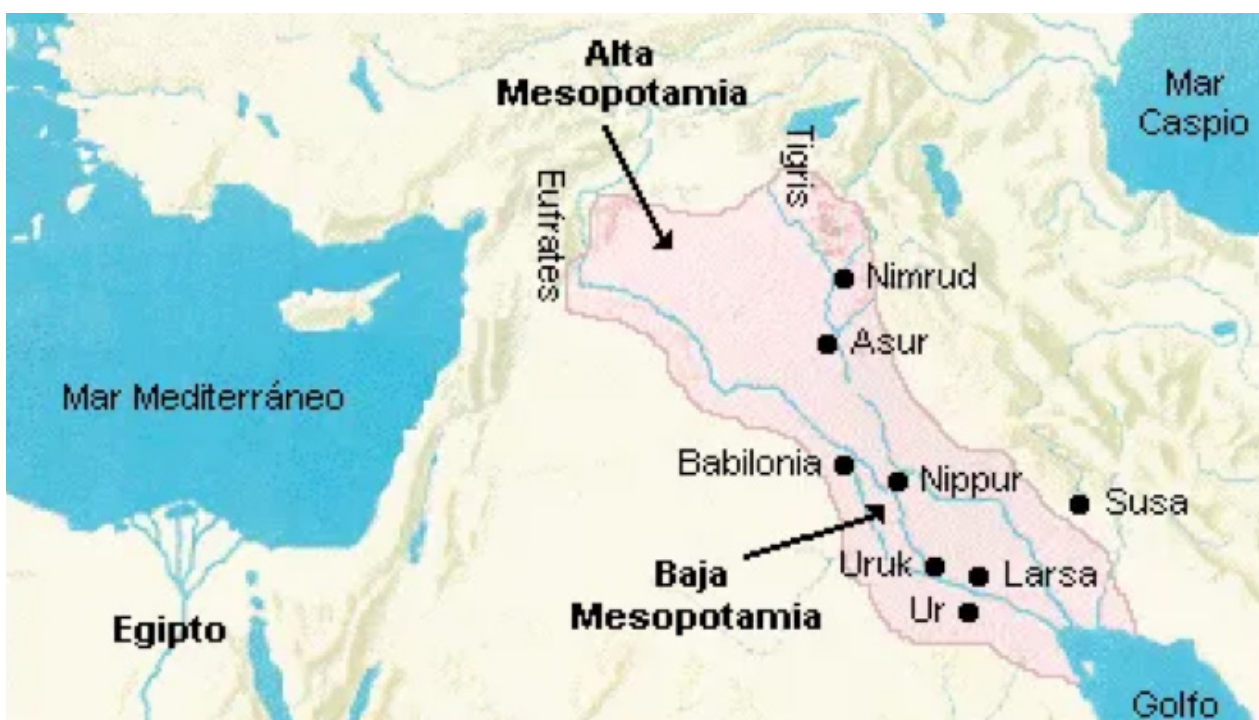 Alta
Mesopotamia
Mar
Caspio
Tigris
Eufrates
Nimrud
Asur
Mar Mediterráneo
Babilonia
Nippur
Susa
Baja
Mesopotamia
Uruk
Larsa
Ur
Egipto
Golfo